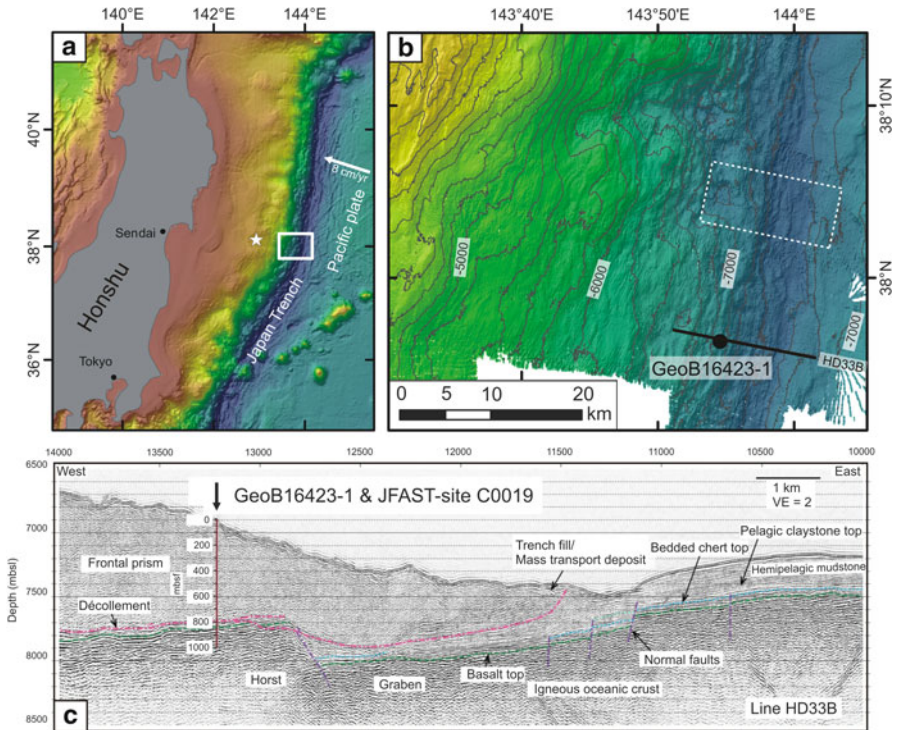 a
140°E
142°E
144°E
40°N
38°N
36°N
8 cm/yr
Pacific plate
Sendai
Honshu
Japan Trench
Tokyo
b
143°40'E
143°50'E
144°E
38°10'N
38°N
-5000
-6000
-7000
-7000
HD33B
GeoB16423-1
0 5 10 20
km
14000 13500 13000 12500 12000 11500 11000 10500 10000
West
East
GeoB16423-1 & JFAST-site C0019
1 km
VE = 2
Depth (mbsl)
6500
7000
7500
8000
8500
0
200
400
600
800
1000
mbsf
Frontal prism
Trench fill/
Mass transport deposit
Bedded chert top
Pelagic claystone top
Hemipelagic mudstone
Décollement
Horst
Graben
Basalt top
Normal faults
Igneous oceanic crust
Line HD33B
c